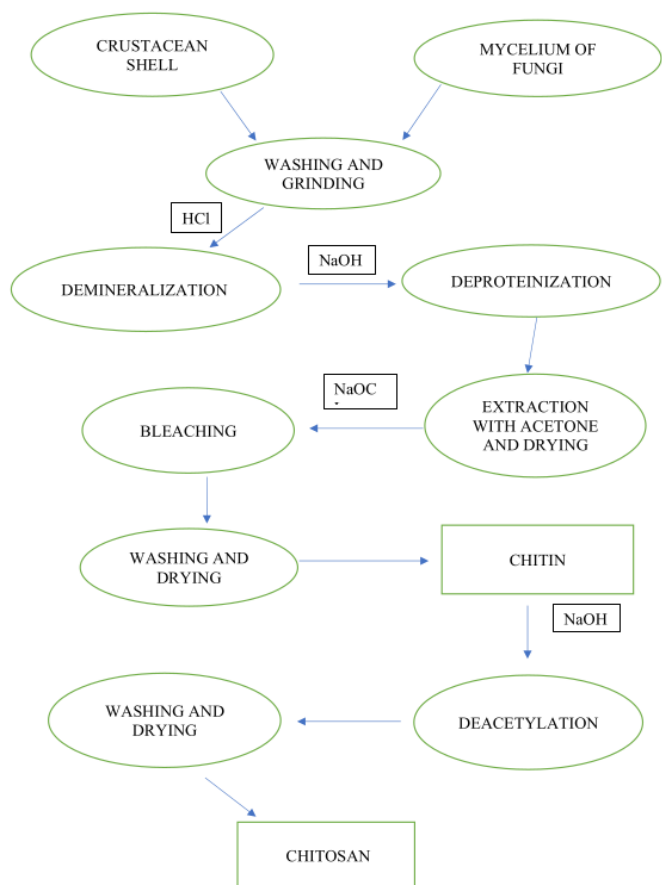 CRUSTACEAN
SHELL
MYCELIUM OF
FUNGI
WASHING AND
GRINDING
HCl
DEMINERALIZATION
NaOH
DEPROTEINIZATION
NaOC
EXTRACTION
WITH ACETONE
AND DRYING
BLEACHING
WASHING AND
DRYING
CHITIN
NaOH
WASHING AND
DRYING
DEACETYLATION
CHITOSAN